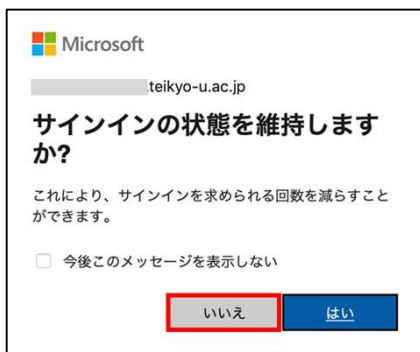 Microsoft
.teikyo-u.ac.jp
サインインの状態を維持します
か?
これにより、サインインを求められる回数を減らすこと
ができます。
今後このメッセージを表示しない
いいえ
はい